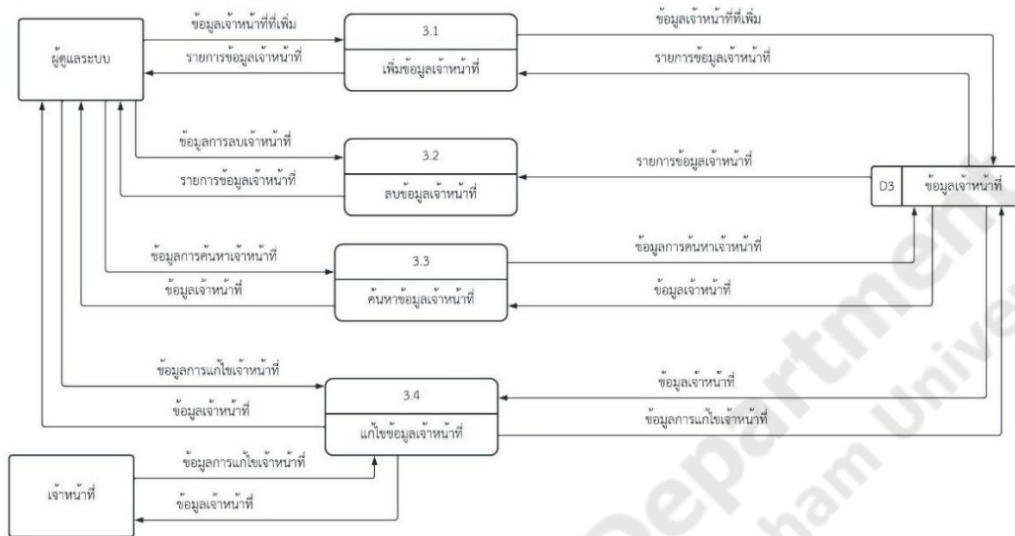 ข้อมูลเจ้าหน้าที่ที่เพิ่ม
3.1
ข้อมูลเจ้าหน้าที่ที่เพิ่ม
ผู้ดูแลระบบ
รายการข้อมูลเจ้าหน้าที่
เพิ่มข้อมูลเจ้าหน้าที่
รายการข้อมูลเจ้าหน้าที่
ข้อมูลการลบเจ้าหน้าที่
3.2
รายการข้อมูลเจ้าหน้าที่
รายการข้อมูลเจ้าหน้าที่
ลบข้อมูลเจ้าหน้าที่
D3
ข้อมูลเจ้าหน้าที่
ข้อมูลการค้นหาเจ้าหน้าที่
3.3
ข้อมูลการค้นหาเจ้าหน้าที่
ข้อมูลเจ้าหน้าที่
ค้นหาข้อมูลเจ้าหน้าที่
ข้อมูลเจ้าหน้าที่
ข้อมูลการแก้ไขเจ้าหน้าที่
3.4
ข้อมูลเจ้าหน้าที่
ข้อมูลเจ้าหน้าที่
แก้ไขข้อมูลเจ้าหน้าที่
ข้อมูลการแก้ไขเจ้าหน้าที่
เจ้าหน้าที่
ข้อมูลการแก้ไขเจ้าหน้าที่
ข้อมูลเจ้าหน้าที่
Department